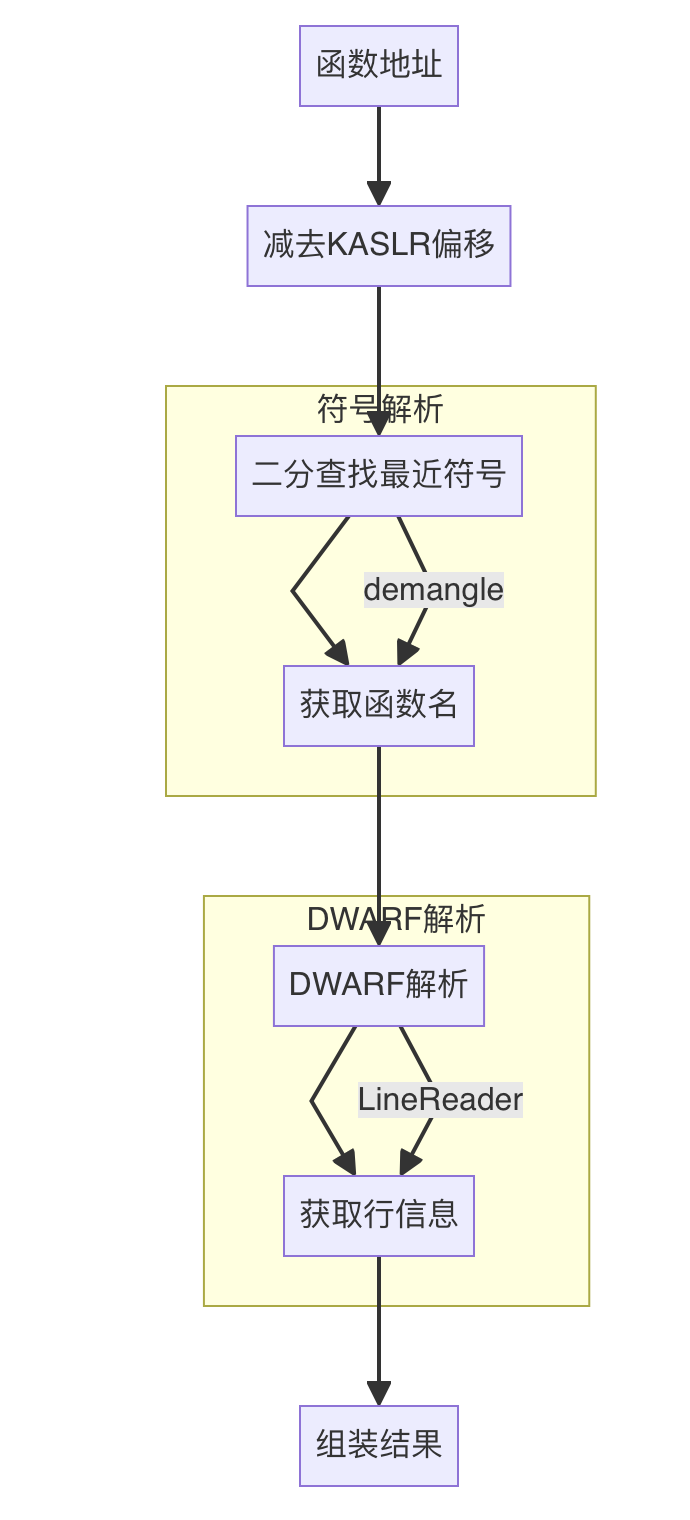 函数地址
减去KASLR偏移
符号解析
二分查找最近符号
demangle
获取函数名
DWARF解析
DWARF解析
LineReader
获取行信息
组装结果